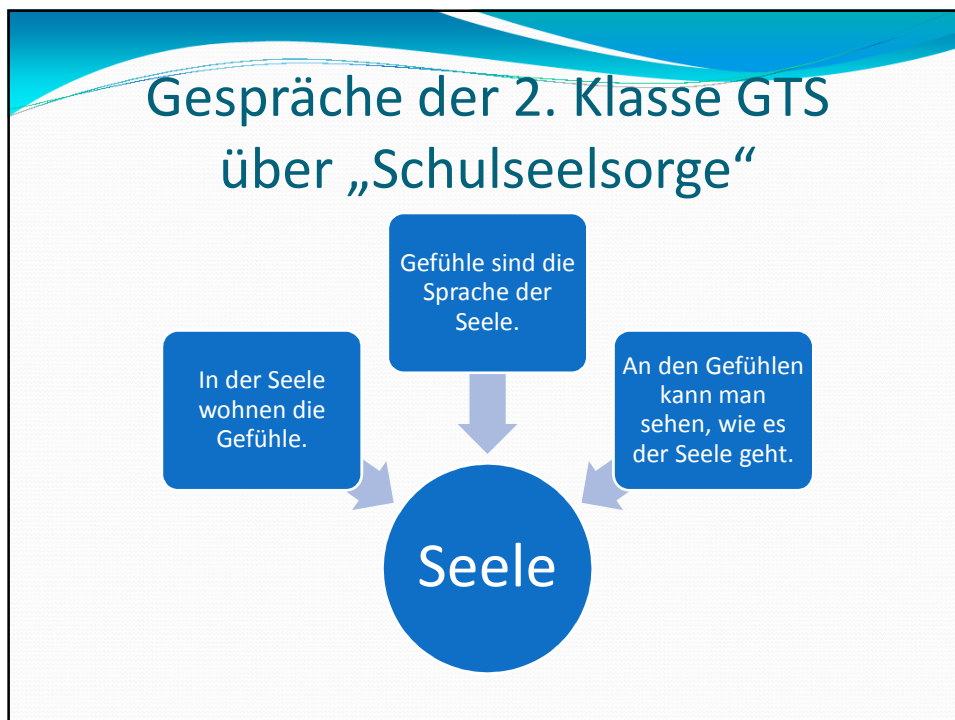 Gespräche der 2. Klasse GTS
über „Schulseelsorge“
Gefühle sind die
Sprache der
Seele.
In der Seele
wohnen die
Gefühle.
An den Gefühlen
kann man
sehen, wie es
der Seele geht.
Seele